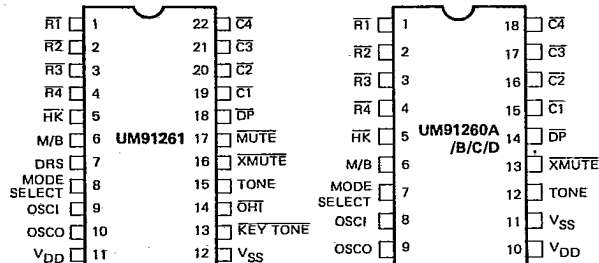 R1 1 22 C4
R2 2 21 C3
R3 3 20 C2
R4 4 19 C1
HK 5 18 DP
M/B 6 UM91261 17 MUTE
DRS 7 16 XMUTE
MODE SELECT 8 15 TONE
OSCI 9 14 OHI
OSCO 10 13 KEY TONE
VDD 11 12 VSS
R1 1 18 C4
R2 2 17 C3
R3 3 16 C2
R4 4 15 C1
HK 5 UM91260A /B/C/D 14 DP
M/B 6 13 XMUTE
MODE SELECT 7 12 TONE
OSCI 8 11 VSS
OSCO 9 10 VDD